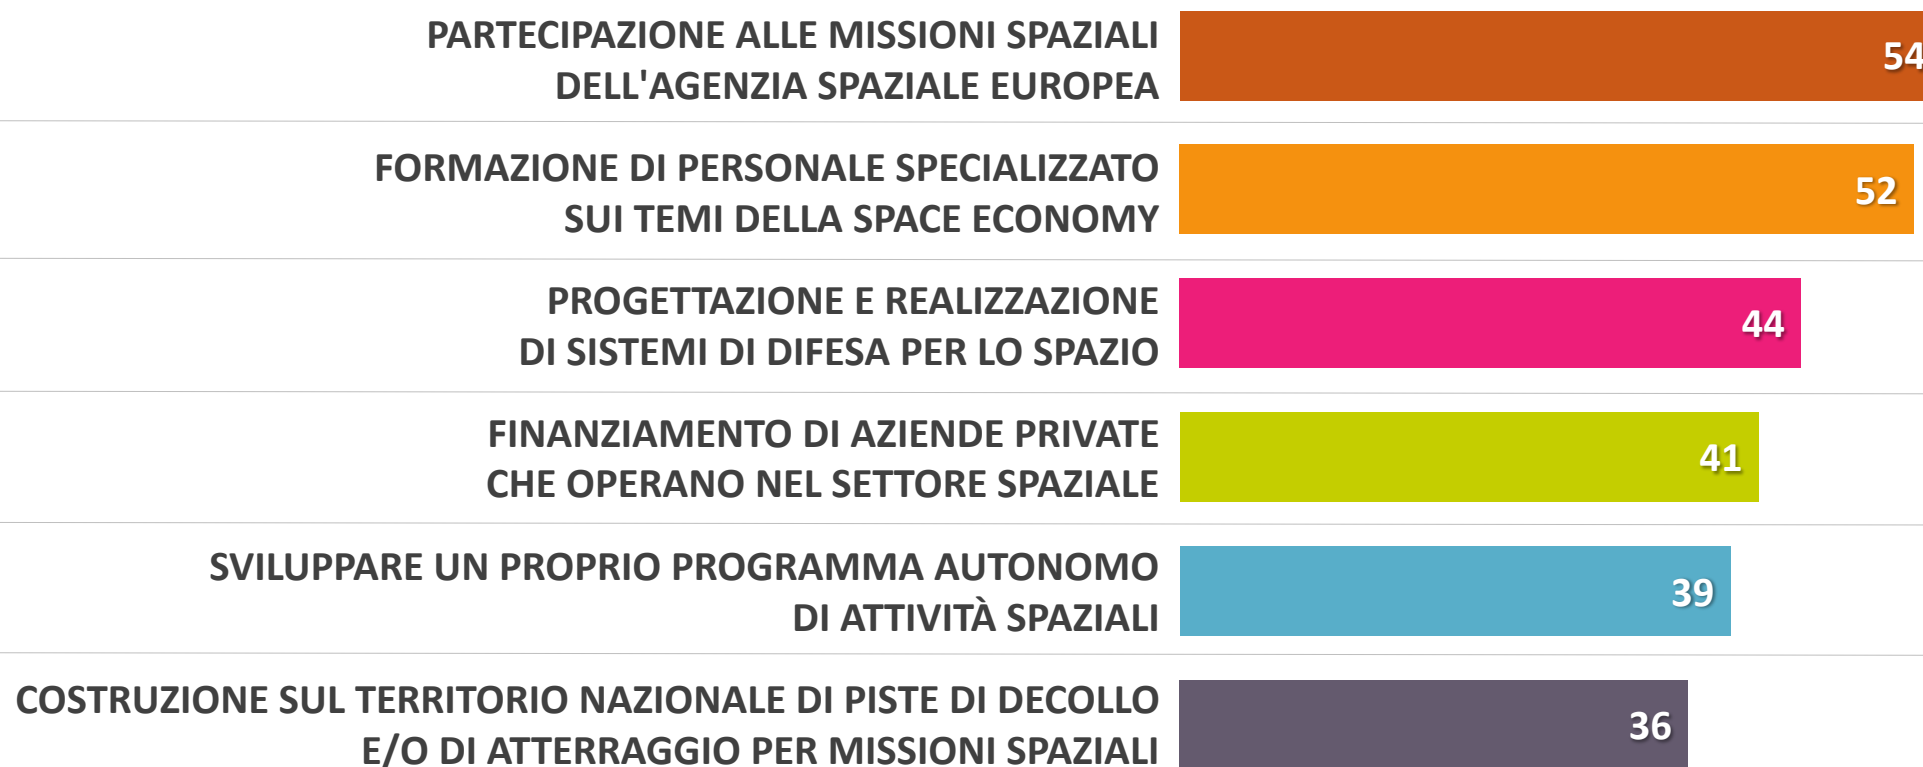 PARTECIPAZIONE ALLE MISSIONI SPAZIALI
DELL'AGENZIA SPAZIALE EUROPEA
54
FORMAZIONE DI PERSONALE SPECIALIZZATO
SUI TEMI DELLA SPACE ECONOMY
52
PROGETTAZIONE E REALIZZAZIONE
DI SISTEMI DI DIFESA PER LO SPAZIO
44
FINANZIAMENTO DI AZIENDE PRIVATE
CHE OPERANO NEL SETTORE SPAZIALE
41
SVILUPPARE UN PROPRIO PROGRAMMA AUTONOMO
DI ATTIVITÀ SPAZIALI
39
COSTRUZIONE SUL TERRITORIO NAZIONALE DI PISTE DI DECOLLO
E/O DI ATTERRAGGIO PER MISSIONI SPAZIALI
36